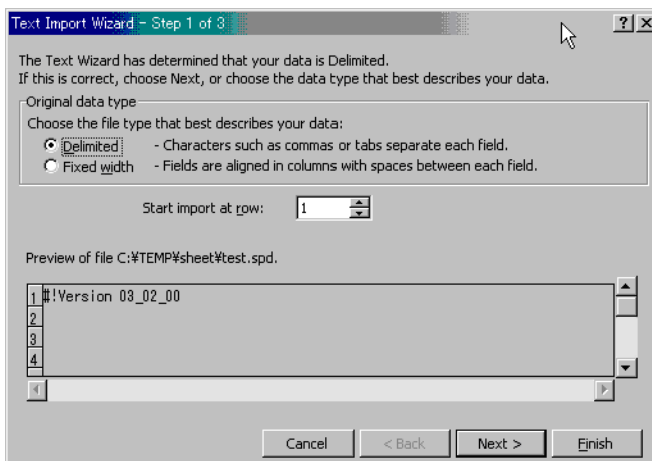 Text Import Wizard - Step 1 of 3
The Text Wizard has determined that your data is Delimited.
If this is correct, choose Next, or choose the data type that best describes your data.
Original data type
Choose the file type that best describes your data:
Delimited - Characters such as commas or tabs separate each field.
Fixed width - Fields are aligned in columns with spaces between each field.
Start import at row: 1
Preview of file C:¥TEMP¥sheet¥test.spd.
1 #!Version 03_02_00
2
3
4
Cancel < Back Next > Finish